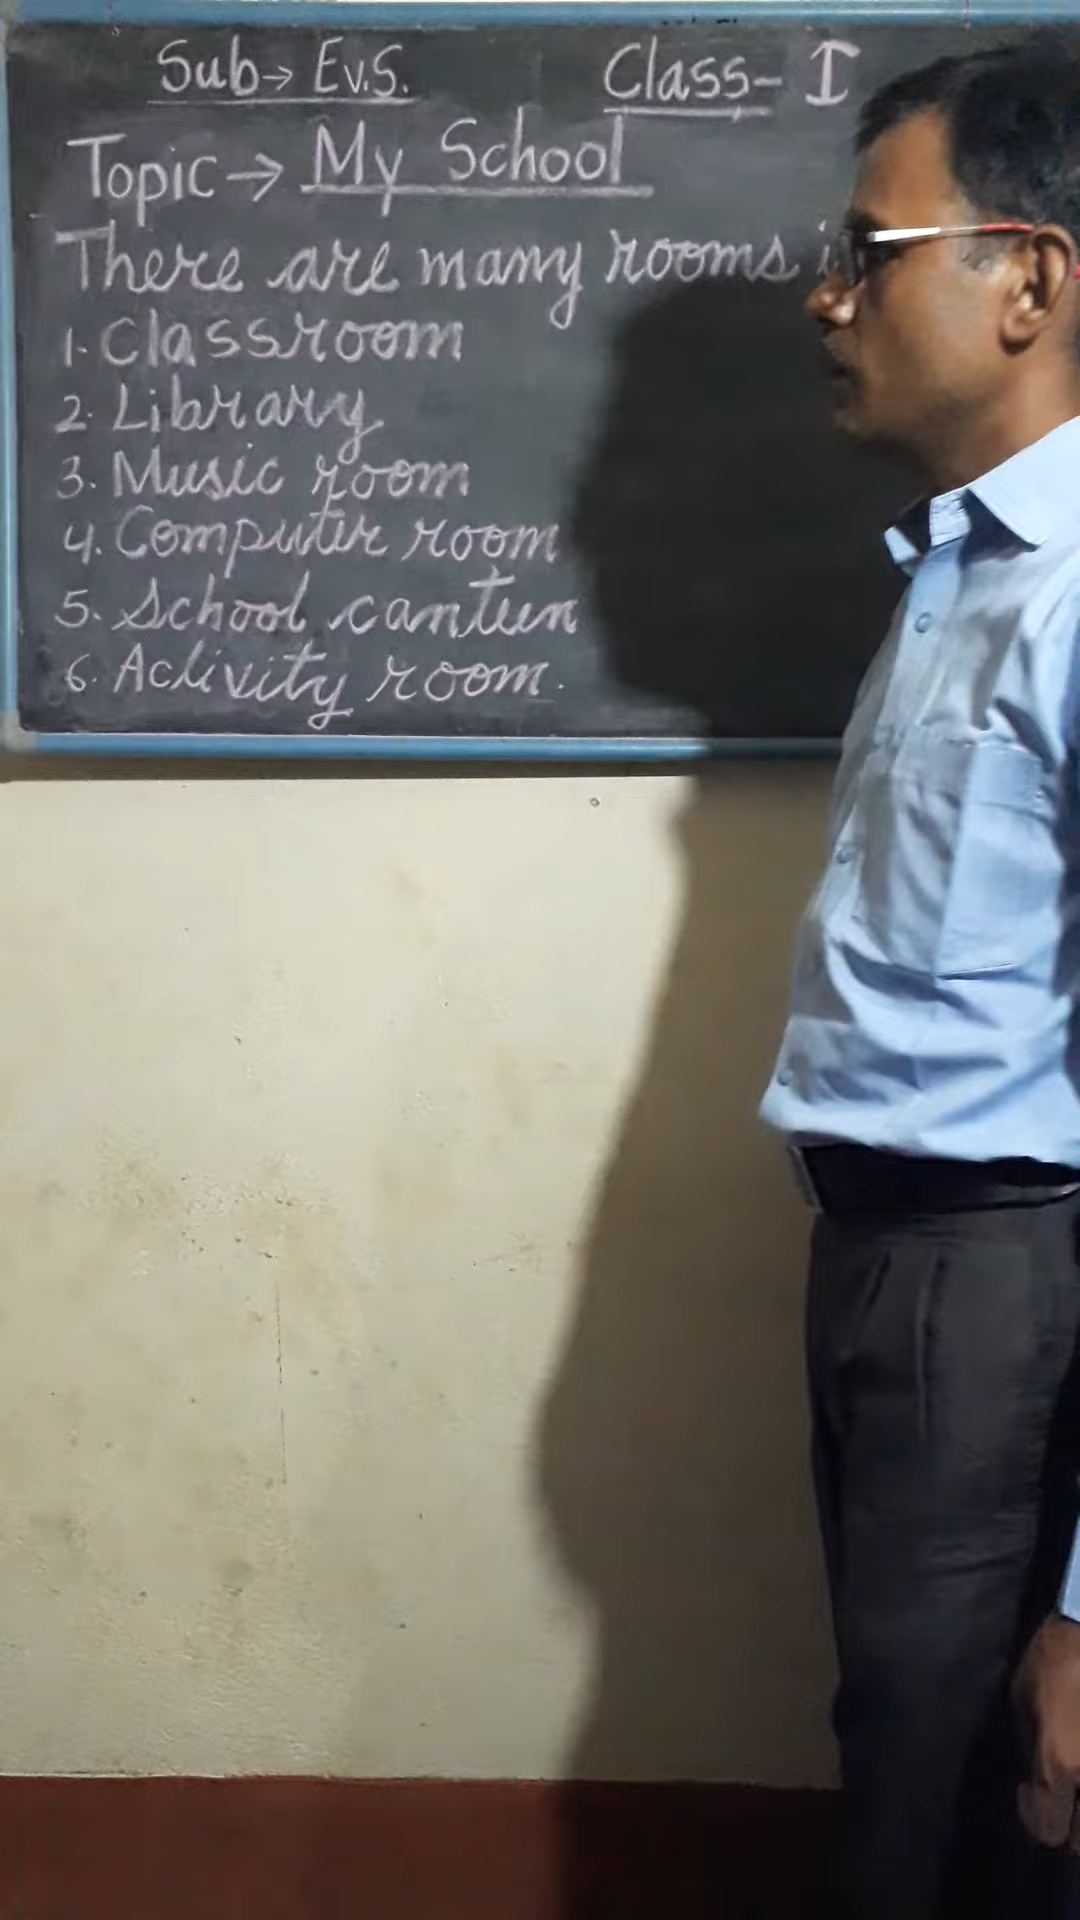 Sub→ Ev.S. Class- I
Topic → My School
There are many rooms
1. Classroom
2. Library
3. Music room
4. Computer room
5. School canteen
6. Activity room.